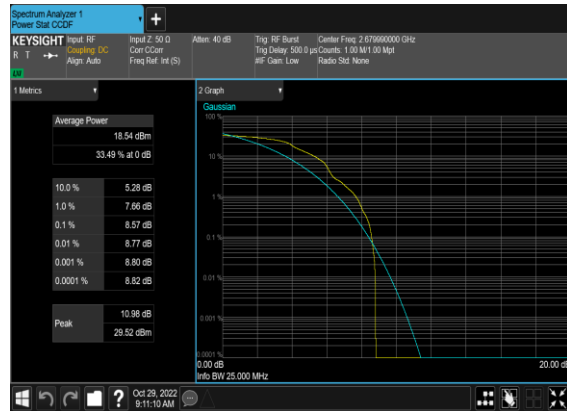 Spectrum Analyzer 1
Power Stat CCDF
+
KEYSIGHT
R T
LV
Input: RF
Coupling: DC
Align: Auto
Input Z: 50 Ω
Corr CCorr
Freq Ref: Int (S)
Atten: 40 dB
Trig: RF Burst
Trig Delay: 500.0 µs
#IF Gain: Low
Center Freq: 2.679990000 GHz
Counts: 1.00 M/1.00 Mpt
Radio Std: None
1 Metrics
Average Power
18.54 dBm
33.49 % at 0 dB
10.0 % 5.28 dB
1.0 % 7.66 dB
0.1 % 8.57 dB
0.01 % 8.77 dB
0.001 % 8.80 dB
0.0001 % 8.82 dB
Peak
10.98 dB
29.52 dBm
2 Graph
Gaussian
100 %
10 %
1 %
0.1 %
0.01 %
0.001 %
0.0001 %
0.00 dB
20.00 dB
Info BW 25.000 MHz
?
Oct 29, 2022
9:11:10 AM